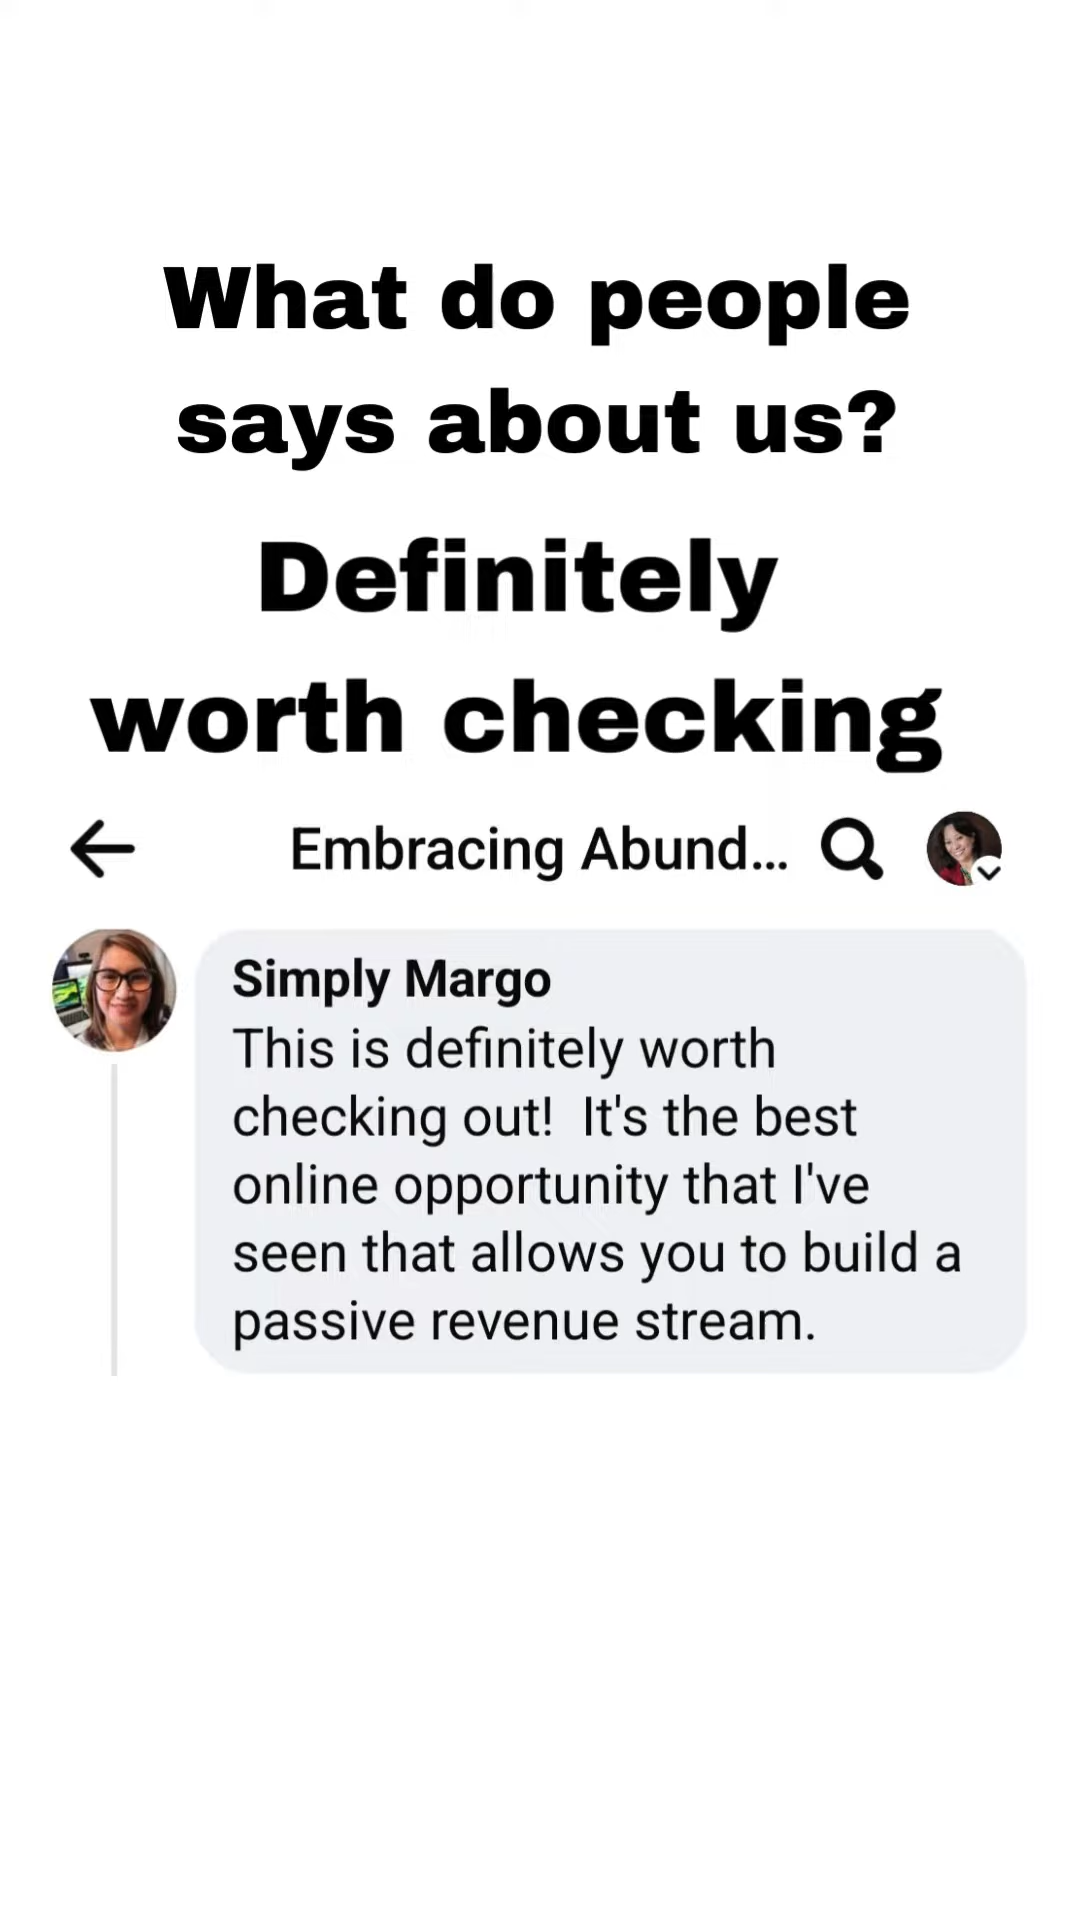 What do people
says about us?
Definitely
worth checking
Embracing Abund...
Simply Margo
This is definitely worth
checking out!  It's the best
online opportunity that I've
seen that allows you to build a
passive revenue stream.